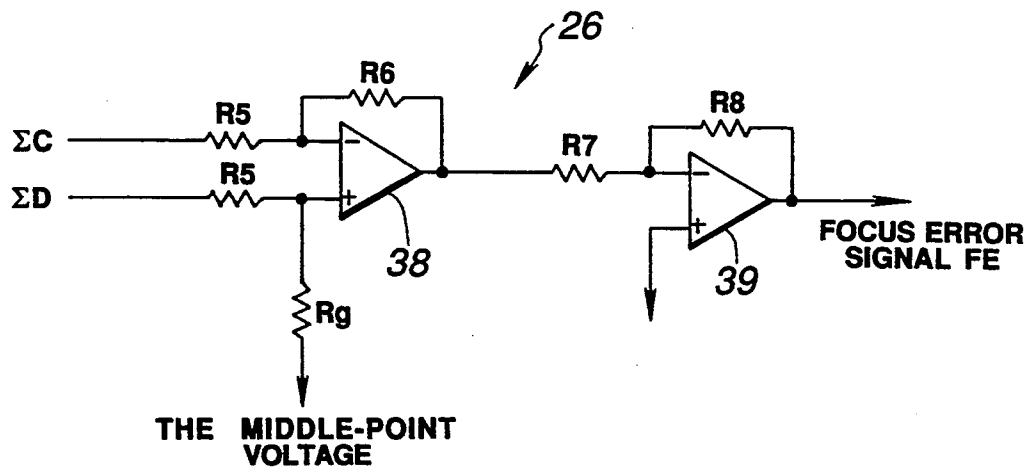 26
R6
R8
R5
ΣC
R7
R5
ΣD
38
39
FOCUS ERROR
SIGNAL FE
Rg
THE MIDDLE-POINT
VOLTAGE